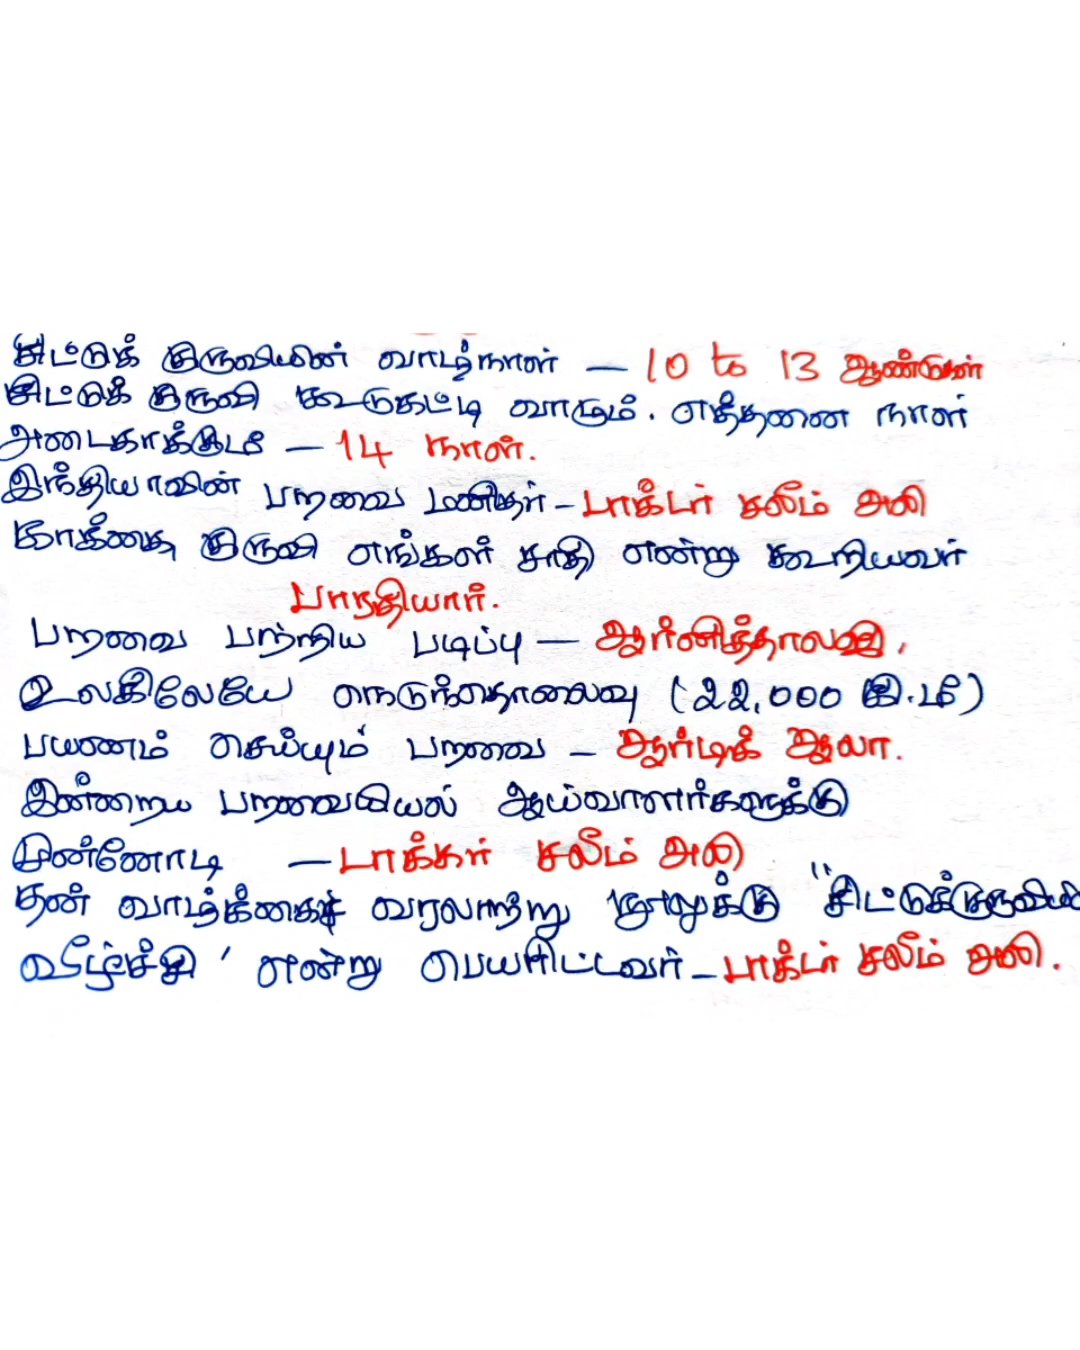 சிட்டுக் குருவியின் வாழ்நாள் – 10 to 13 ஆண்டுகள்
சிட்டுக் குருவி கூடுகட்டி வாழும். எத்தனை நாள்
அடைகாக்கும் – 14 நாள்.
இந்தியாவின் பறவை மனிதர் – டாக்டர் சலீம் அலி
காக்கை குருவி எங்கள் சாதி என்று கூறியவர்
பாரதியார்.
பறவை பற்றிய படிப்பு – ஆர்னித்தாலஜி,
உலகிலேயே நெடுந்தொலைவு (22,000 கி.மீ)
பயணம் செய்யும் பறவை – ஆர்டிக் ஆலா.
இன்றைய பறவையியல் ஆய்வாளர்களுக்கு
முன்னோடி – டாக்கர் சலீம் அலி
தன் வாழ்க்கை வரலாற்று நூலுக்கு "சிட்டுக்குருவியின்
வீழ்ச்சி' என்று பெயரிட்டவர் – டாக்டர் சலீம் அலி.